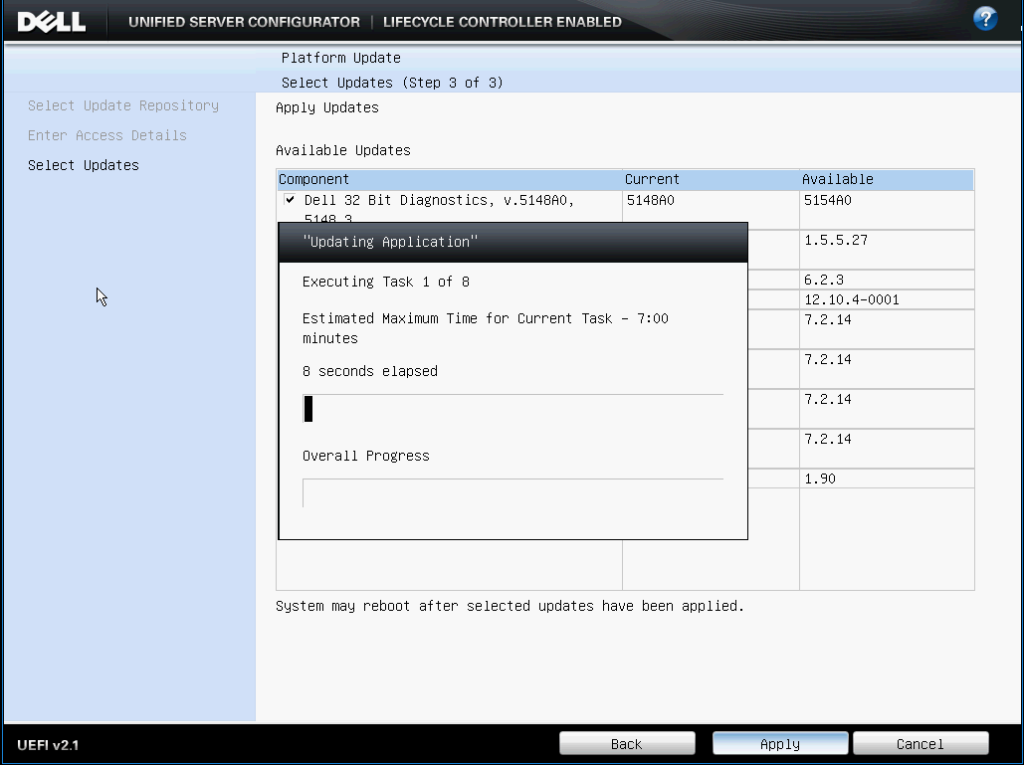 DELL UNIFIED SERVER CONFIGURATOR | LIFECYCLE CONTROLLER ENABLED ?
Platform Update
Select Updates (Step 3 of 3)
Select Update Repository
Enter Access Details
Select Updates
Apply Updates
Available Updates
Component Current Available
Dell 32 Bit Diagnostics, v.5148A0, 5148A0 5154A0
5148.3
"Updating Application"
Executing Task 1 of 8
Estimated Maximum Time for Current Task - 7:00
minutes
8 seconds elapsed
Overall Progress
1.5.5.27
6.2.3
12.10.4-0001
7.2.14
7.2.14
7.2.14
7.2.14
1.90
System may reboot after selected updates have been applied.
UEFI v2.1
Back Apply Cancel